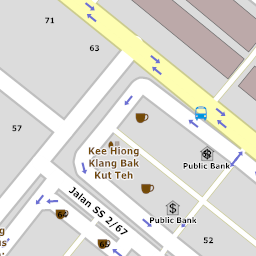 71
63
57
Kee Hiong
Klang Bak
Kut Teh
Public Bank
Jalan SS 2/67
Public Bank
52